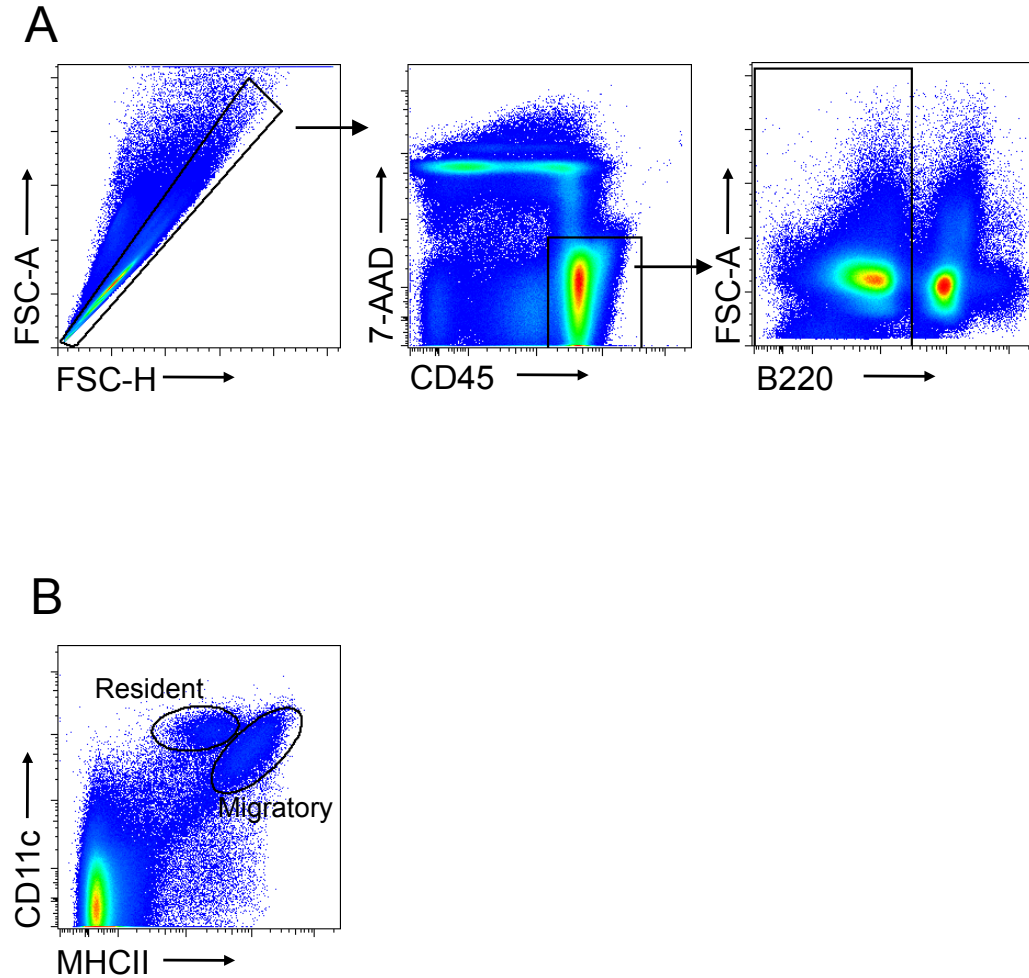 A
FSC-A
FSC-H
7-AAD
CD45
FSC-A
B220
B
Resident
Migratory
CD11c
MHCII